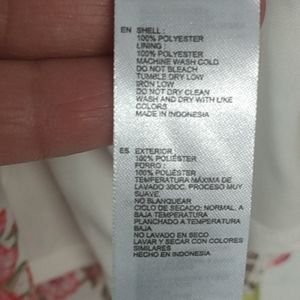 EN SHELL:
100% POLYESTER
LINING:
100% POLYESTER
MACHINE WASH COLD
DO NOT BLEACH
TUMBLE DRY LOW
IRON LOW
DO NOT DRY CLEAN
WASH AND DRY WITH LIKE
COLORS
MADE IN INDONESIA
ES EXTERIOR
100% POLIÉSTER
FORRO:
100% POLIÉSTER
TEMPERATURA MÁXIMA DE
LAVADO 30DC, PROCESO MUY
SUAVE
NO BLANQUEAR
CICLO DE SECADO: NORMAL, A
BAJA TEMPERATURA
PLANCHADO A TEMPERATURA
BAJA
NO LAVADO EN SECO
LAVAR Y SECAR CON COLORES
SIMILARES
HECHO EN INDONESIA